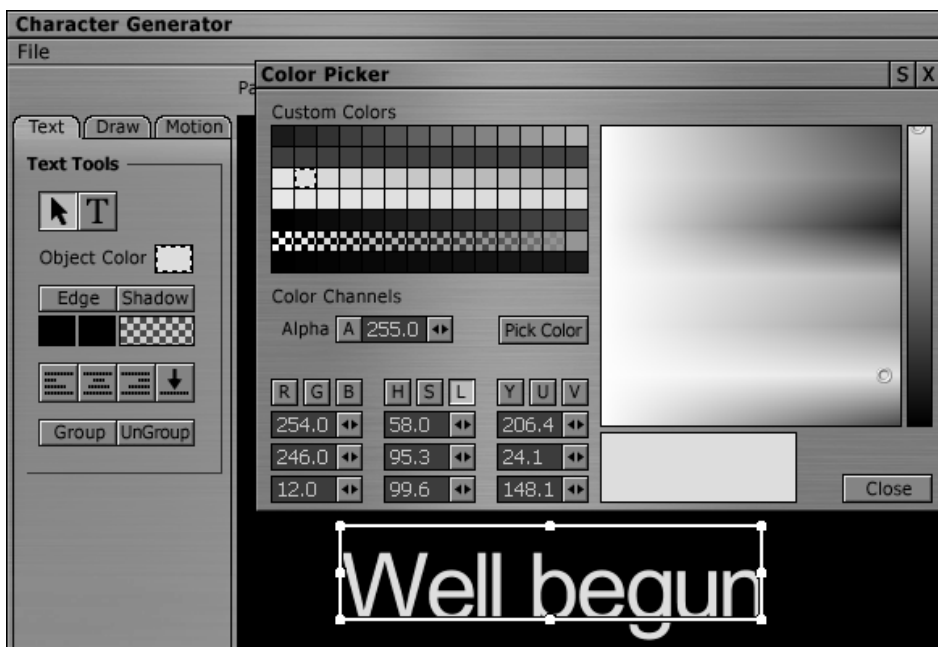 Character Generator
File
Pa
Color Picker S X
Custom Colors
Text Draw Motion
Text Tools
T
Object Color
Edge Shadow
Group UnGroup
Color Channels
Alpha A 255.0 Pick Color
R G B H S L Y U V
254.0 58.0 206.4
246.0 95.3 24.1
12.0 99.6 148.1
Close
Well begun